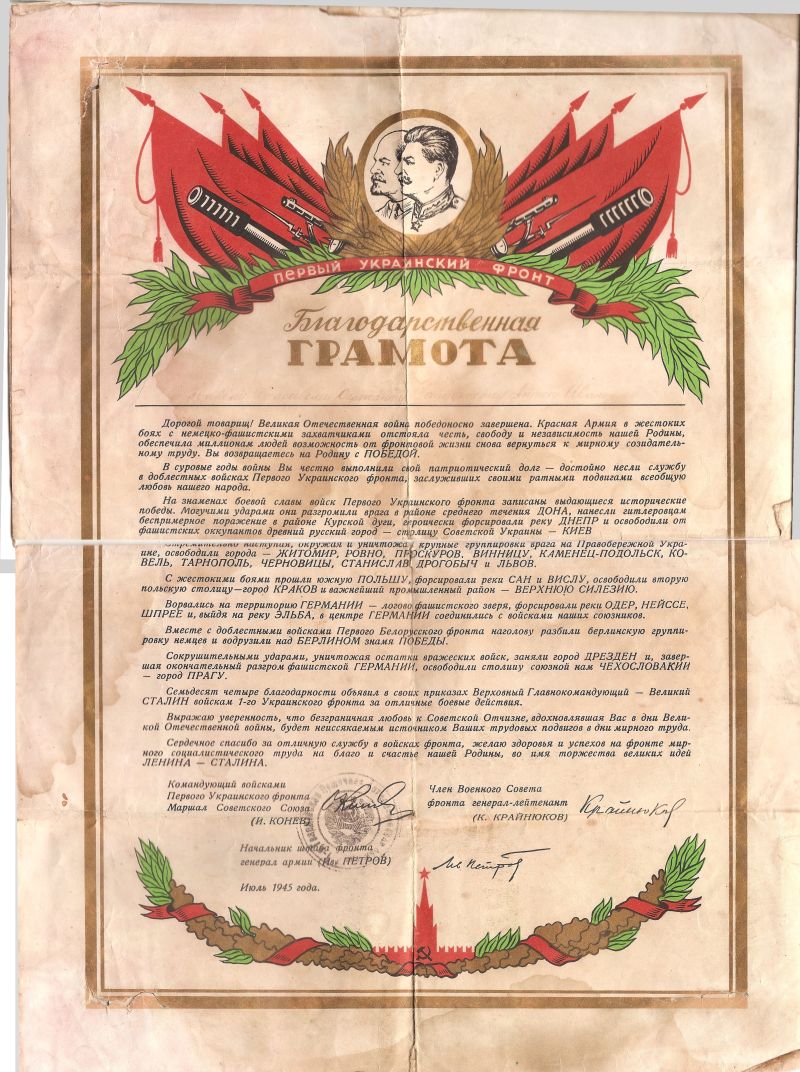 ПЕРВЫЙ УКРАИНСКИЙ ФРОНТ
Благодарственная
ГРАМОТА
Дорогой товарищ! Великая Отечественная война победоносно завершена. Красная Армия в жестоких
боях с немецко-фашистскими захватчиками отстояла честь, свободу и независимость нашей Родины,
обеспечила миллионам людей возможность от фронтовой жизни снова вернуться к мирному созидатель-
ному труду. Вы возвращаетесь на Родину с ПОБЕДОЙ.
В суровые годы войны Вы честно выполнили свой патриотический долг — достойно несли службу
в доблестных войсках Первого Украинского фронта, заслуживших своими ратными подвигами всеобщую
любовь нашего народа.
На знаменах боевой славы войск Первого Украинского фронта записаны выдающиеся исторические
победы. Могучими ударами они разгромили врага в районе среднего течения ДОНА, нанесли гитлеровцам
беспримерное поражение в районе Курской дуги, героически форсировали реку ДНЕПР и освободили от
фашистских оккупантов древний русский город — столицу Советской Украины — КИЕВ
Стремительно наступая, окружая и уничтожая крупные группировки врага на Правобережной Укра-
ине, освободили города — ЖИТОМИР, РОВНО, ПРОСКУРОВ, ВИННИЦУ, КАМЕНЕЦ-ПОДОЛЬСК, КО-
ВЕЛЬ, ТАРНОПОЛЬ, ЧЕРНОВИЦЫ, СТАНИСЛАВ, ДРОГОБЫЧ и ЛЬВОВ.
С жестокими боями прошли южную ПОЛЬШУ, форсировали реки САН и ВИСЛУ, освободили вторую
польскую столицу—город КРАКОВ и важнейший промышленный район — ВЕРХНЮЮ СИЛЕЗИЮ.
Ворвались на территорию ГЕРМАНИИ — логово фашистского зверя, форсировали реки ОДЕР, НЕЙССЕ,
ШПРЕЕ и, выйдя на реку ЭЛЬБА, в центре ГЕРМАНИИ соединились с войсками наших союзников.
Вместе с доблестными войсками Первого Белорусского фронта наголову разбили берлинскую группи-
ровку немцев и водрузили над БЕРЛИНОМ знамя ПОБЕДЫ.
Сокрушительными ударами, уничтожая остатки вражеских войск, заняли город ДРЕЗДЕН и, завер-
шая окончательный разгром фашистской ГЕРМАНИИ, освободили столицу союзной нам ЧЕХОСЛОВАКИИ
— город ПРАГУ.
Семьдесят четыре благодарности объявил в своих приказах Верховный Главнокомандующий — Великий
СТАЛИН войскам 1-го Украинского фронта за отличные боевые действия.
Выражаю уверенность, что безграничная любовь к Советской Отчизне, вдохновлявшая Вас в дни Вели-
кой Отечественной войны, будет неиссякаемым источником Ваших трудовых подвигов в дни мирного труда.
Сердечное спасибо за отличную службу в войсках фронта, желаю здоровья и успехов на фронте мир-
ного социалистического труда на благо и счастье нашей Родины, во имя торжества великих идей
ЛЕНИНА — СТАЛИНА.
Командующий войсками
Первого Украинского фронта
Маршал Советского Союза
(И. КОНЕВ)
Член Военного Совета
фронта генерал-лейтенант
(К. КРАЙНЮКОВ)
Крайнюков
Начальник штаба фронта
генерал армии (Ив. ПЕТРОВ)
Ив Петров
Июль 1945 года.